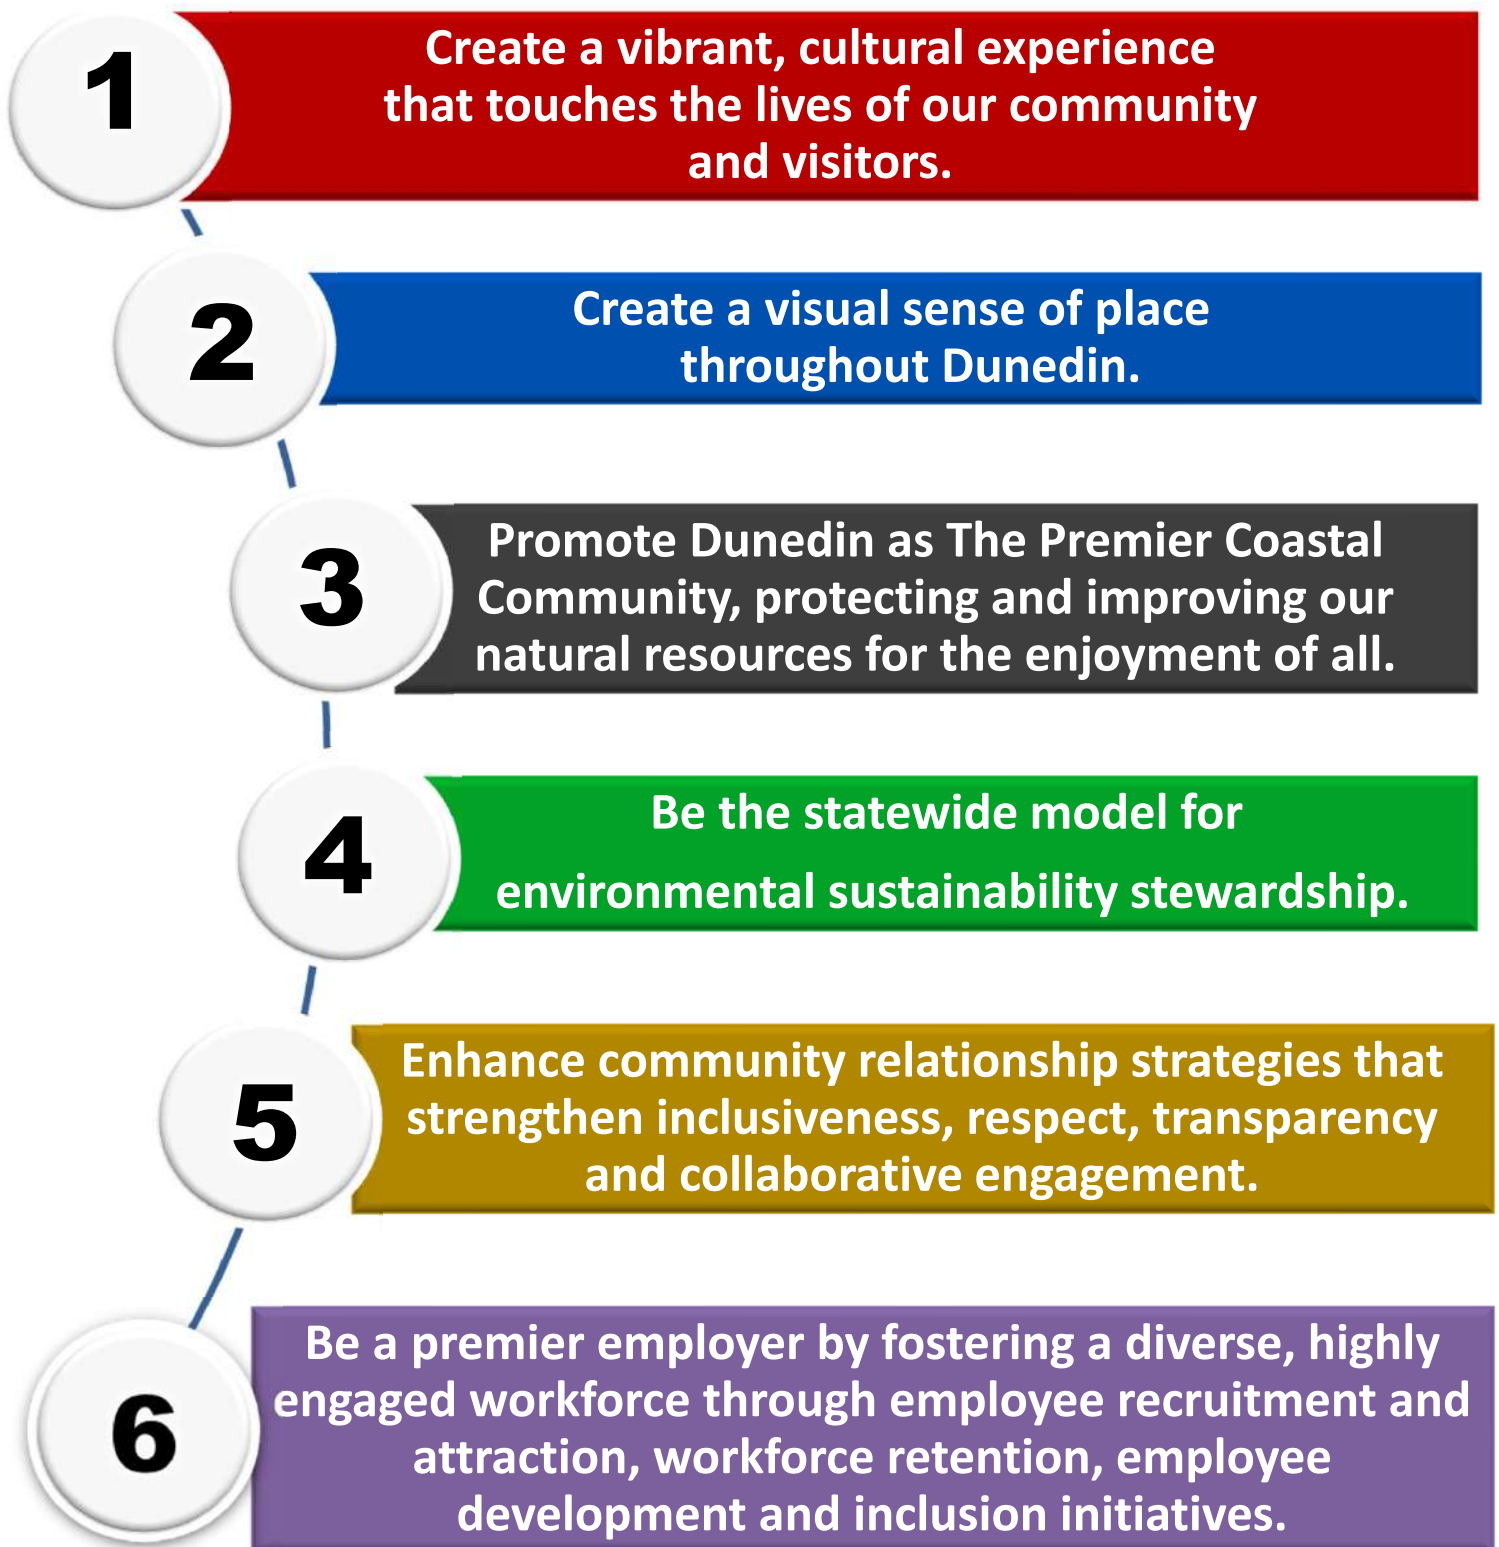 1
Create a vibrant, cultural experience
that touches the lives of our community
and visitors.
2
Create a visual sense of place
throughout Dunedin.
3
Promote Dunedin as The Premier Coastal
Community, protecting and improving our
natural resources for the enjoyment of all.
4
Be the statewide model for
environmental sustainability stewardship.
5
Enhance community relationship strategies that
strengthen inclusiveness, respect, transparency
and collaborative engagement.
6
Be a premier employer by fostering a diverse, highly
engaged workforce through employee recruitment and
attraction, workforce retention, employee
development and inclusion initiatives.